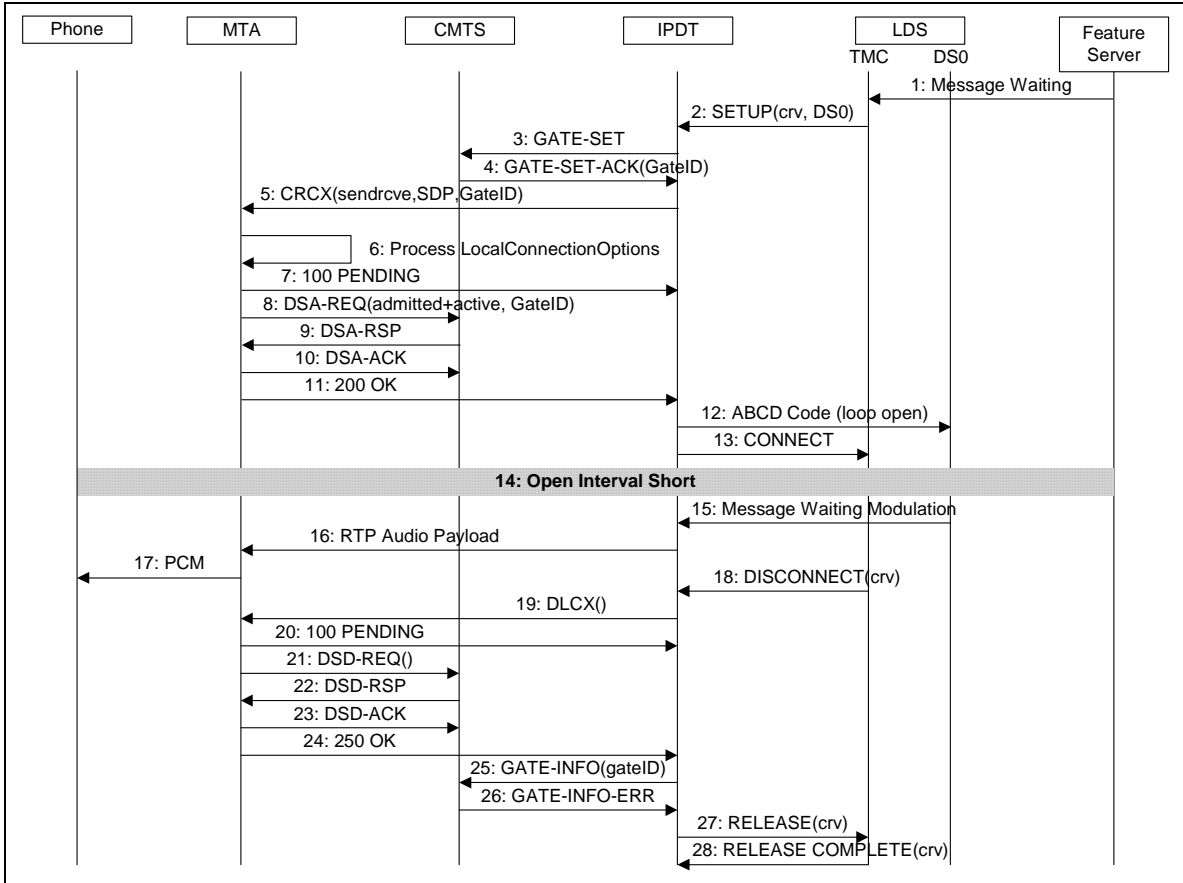 Phone
MTA
CMTS
IPDT
LDS
Feature
Server
TMC
DS0
1: Message Waiting
2: SETUP(crv, DS0)
3: GATE-SET
4: GATE-SET-ACK(GateID)
5: CRCX(sendrcve,SDP,GateID)
6: Process LocalConnectionOptions
7: 100 PENDING
8: DSA-REQ(admitted+active, GateID)
9: DSA-RSP
10: DSA-ACK
11: 200 OK
12: ABCD Code (loop open)
13: CONNECT
14: Open Interval Short
15: Message Waiting Modulation
16: RTP Audio Payload
17: PCM
18: DISCONNECT(crv)
19: DLCX()
20: 100 PENDING
21: DSD-REQ()
22: DSD-RSP
23: DSD-ACK
24: 250 OK
25: GATE-INFO(gateID)
26: GATE-INFO-ERR
27: RELEASE(crv)
28: RELEASE COMPLETE(crv)